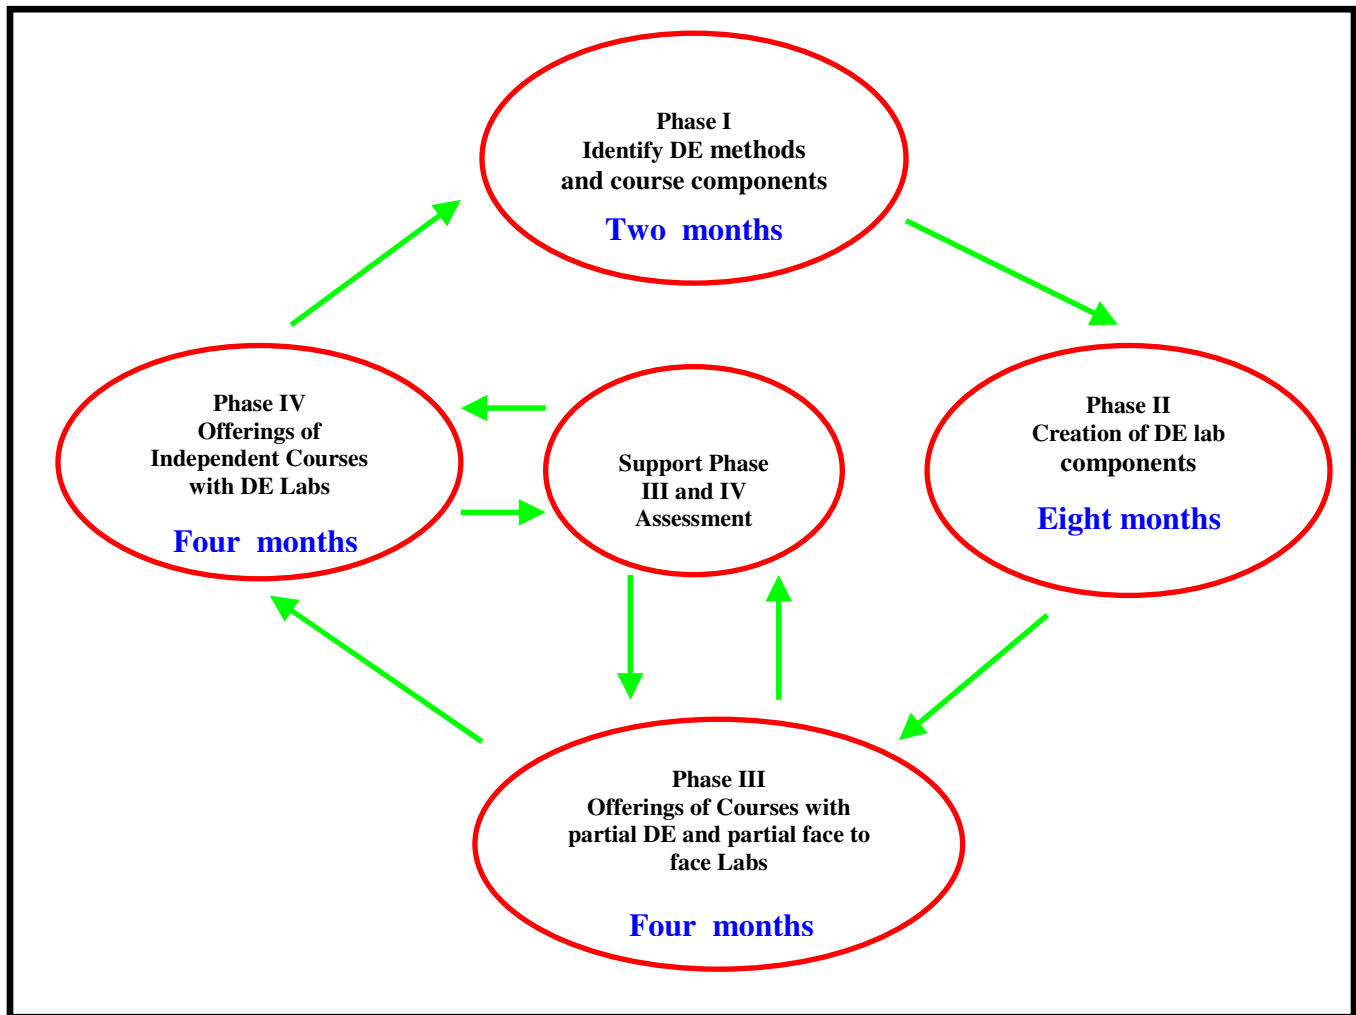 Phase I
Identify DE methods
and course components
Two months
Phase IV
Offerings of
Independent Courses
with DE Labs
Four months
Support Phase
III and IV
Assessment
Phase II
Creation of DE lab
components
Eight months
Phase III
Offerings of Courses with
partial DE and partial face to
face Labs
Four months